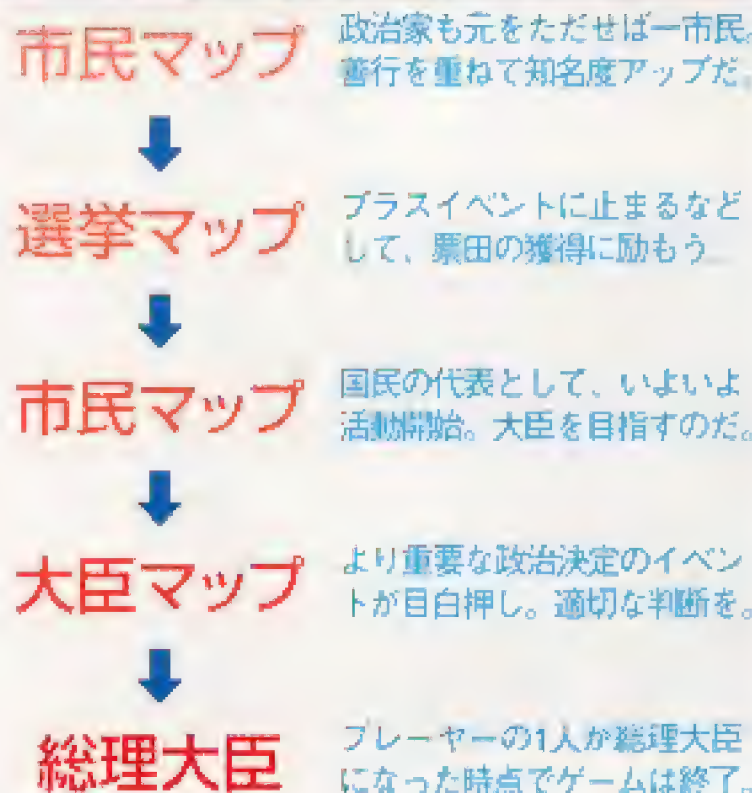 市民マップ
政治家も元をただせば一市民。
善行を重ねて知名度アップだ。
選挙マップ
プラスイベントに止まるなど
して、票田の獲得に励もう
市民マップ
国民の代表として、いよいよ
活動開始。大臣を目指すのだ。
大臣マップ
より重要な政治決定のイベン
トが目白押し。適切な判断を。
総理大臣
プレーヤーの1人が総理大臣
になった時点でゲームは終了。